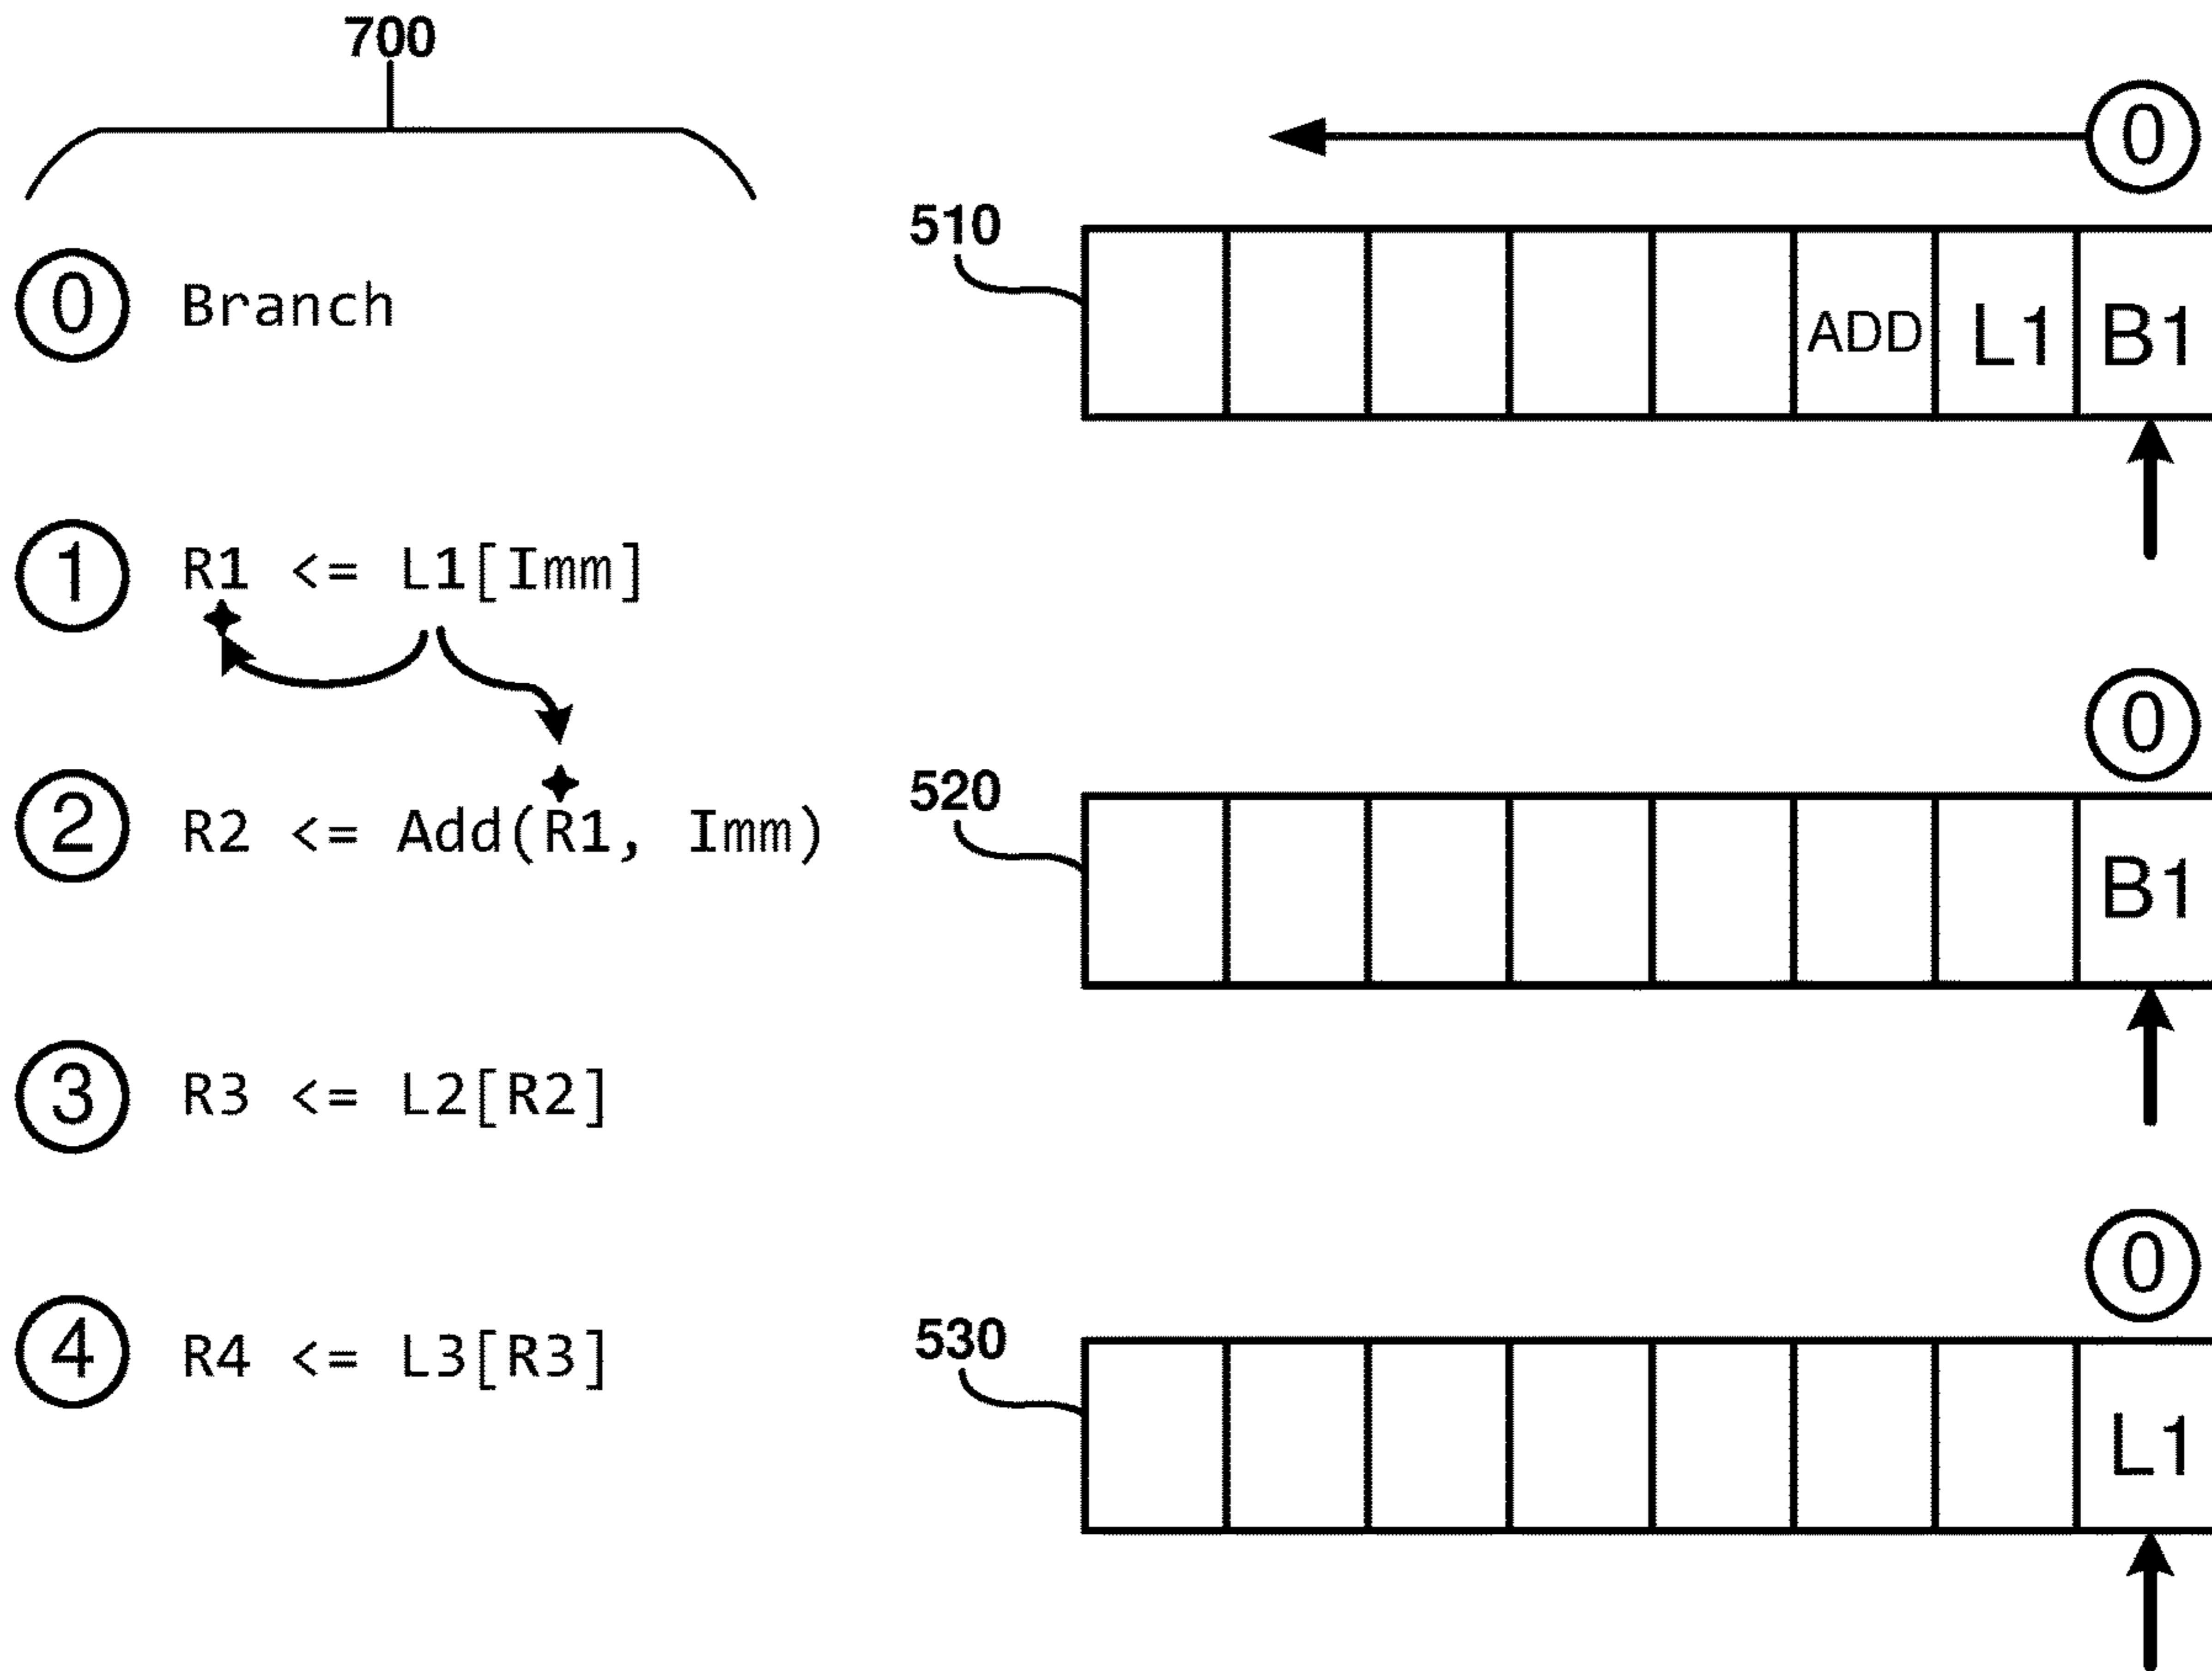 700
0 Branch
1 R1 <= L1[Imm]
2 R2 <= Add(R1, Imm)
3 R3 <= L2[R2]
4 R4 <= L3[R3]
0
510
ADD L1 B1
0
520
B1
0
530
L1